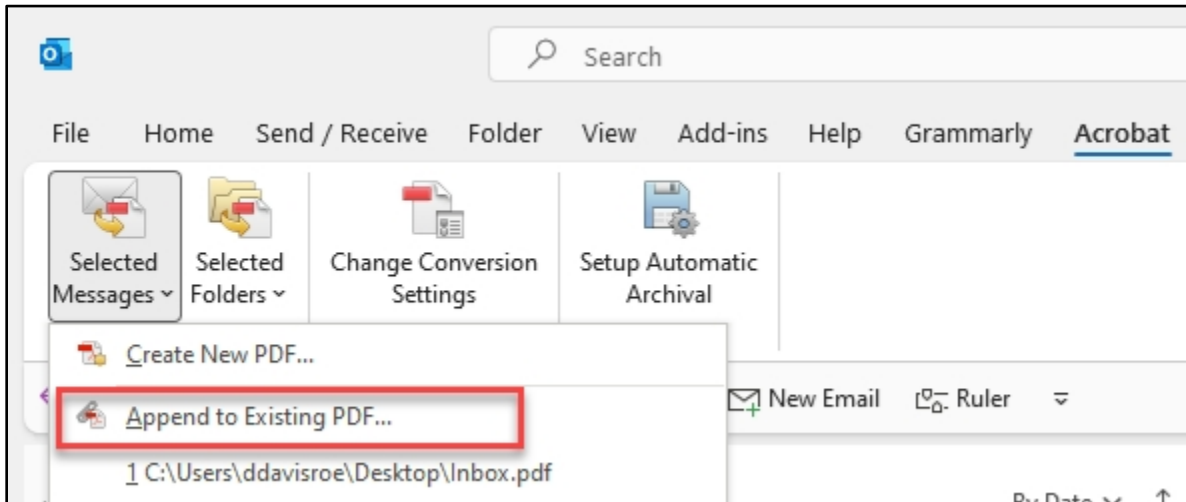 Search
File Home Send / Receive Folder View Add-ins Help Grammarly Acrobat
Selected Messages
Selected Folders
Change Conversion Settings
Setup Automatic Archival
Create New PDF...
Append to Existing PDF...
New Email Ruler
1 C:\Users\ddavisroe\Desktop\Inbox.pdf
By Date